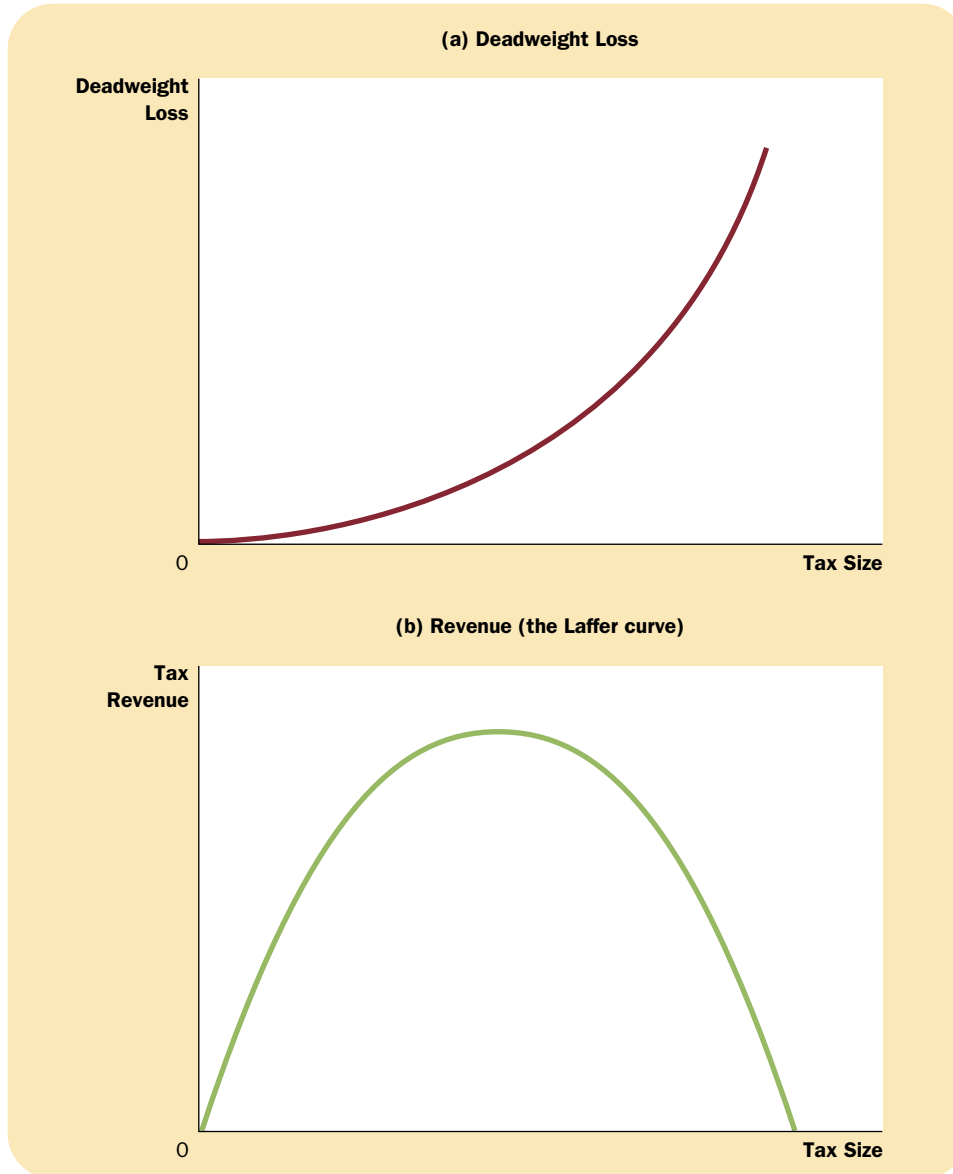 (a) Deadweight Loss
Deadweight
Loss
0
Tax Size
(b) Revenue (the Laffer curve)
Tax
Revenue
0
Tax Size